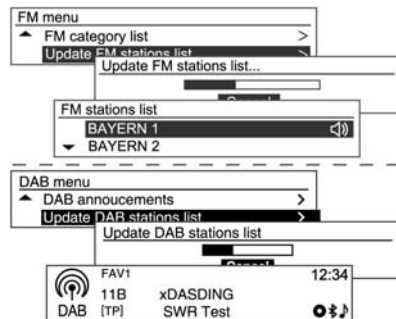 FM menu
FM category list >
Update FM stations list >
Update FM stations list...
Cancel
FM stations list
BAYERN 1
BAYERN 2
DAB menu
DAB annoucements >
Update DAB stations list >
Update DAB stations list
Cancel
FAV1 12:34
11B xDASDING
DAB [TP] SWR Test